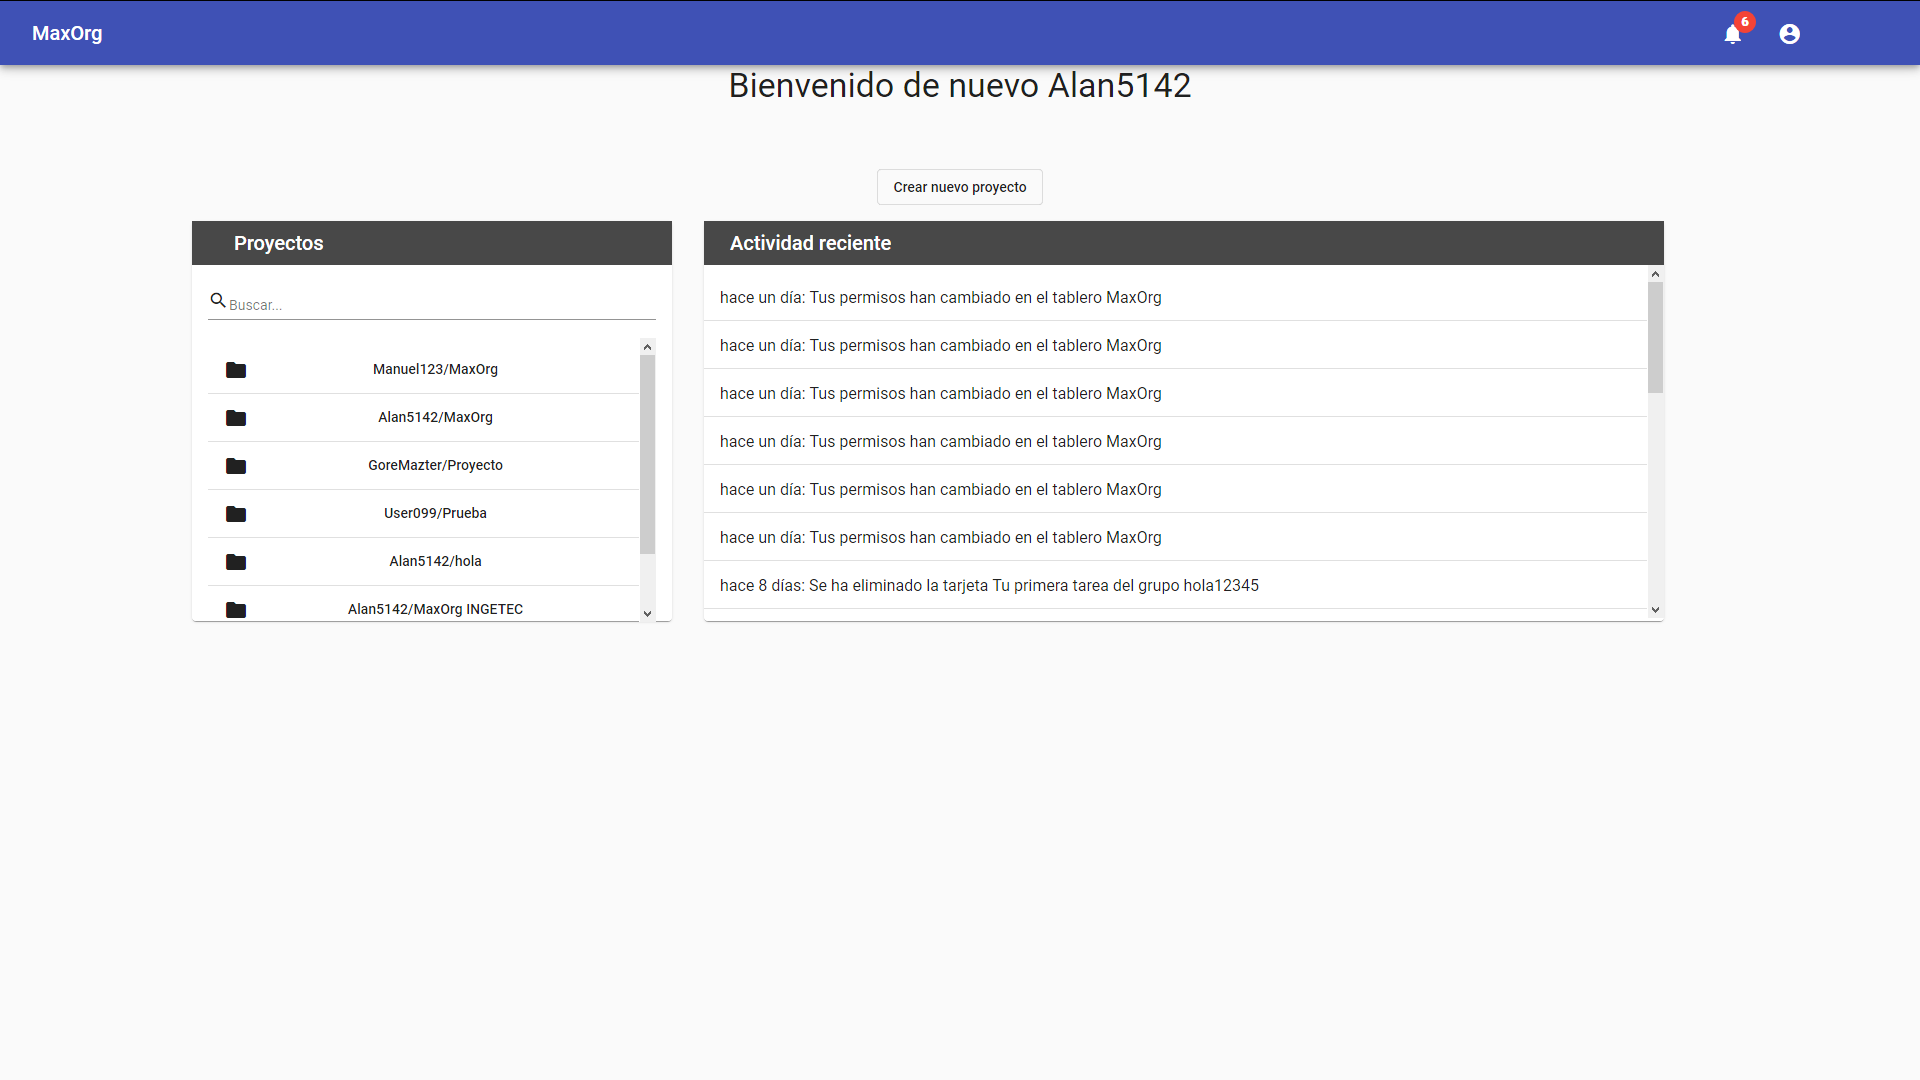 MaxOrg
6
Bienvenido de nuevo Alan5142
Crear nuevo proyecto
Proyectos
Buscar...
Manuel123/MaxOrg
Alan5142/MaxOrg
GoreMazter/Proyecto
User099/Prueba
Alan5142/hola
Alan5142/MaxOrg INGETEC
Actividad reciente
hace un día: Tus permisos han cambiado en el tablero MaxOrg
hace un día: Tus permisos han cambiado en el tablero MaxOrg
hace un día: Tus permisos han cambiado en el tablero MaxOrg
hace un día: Tus permisos han cambiado en el tablero MaxOrg
hace un día: Tus permisos han cambiado en el tablero MaxOrg
hace un día: Tus permisos han cambiado en el tablero MaxOrg
hace 8 días: Se ha eliminado la tarjeta Tu primera tarea del grupo hola12345